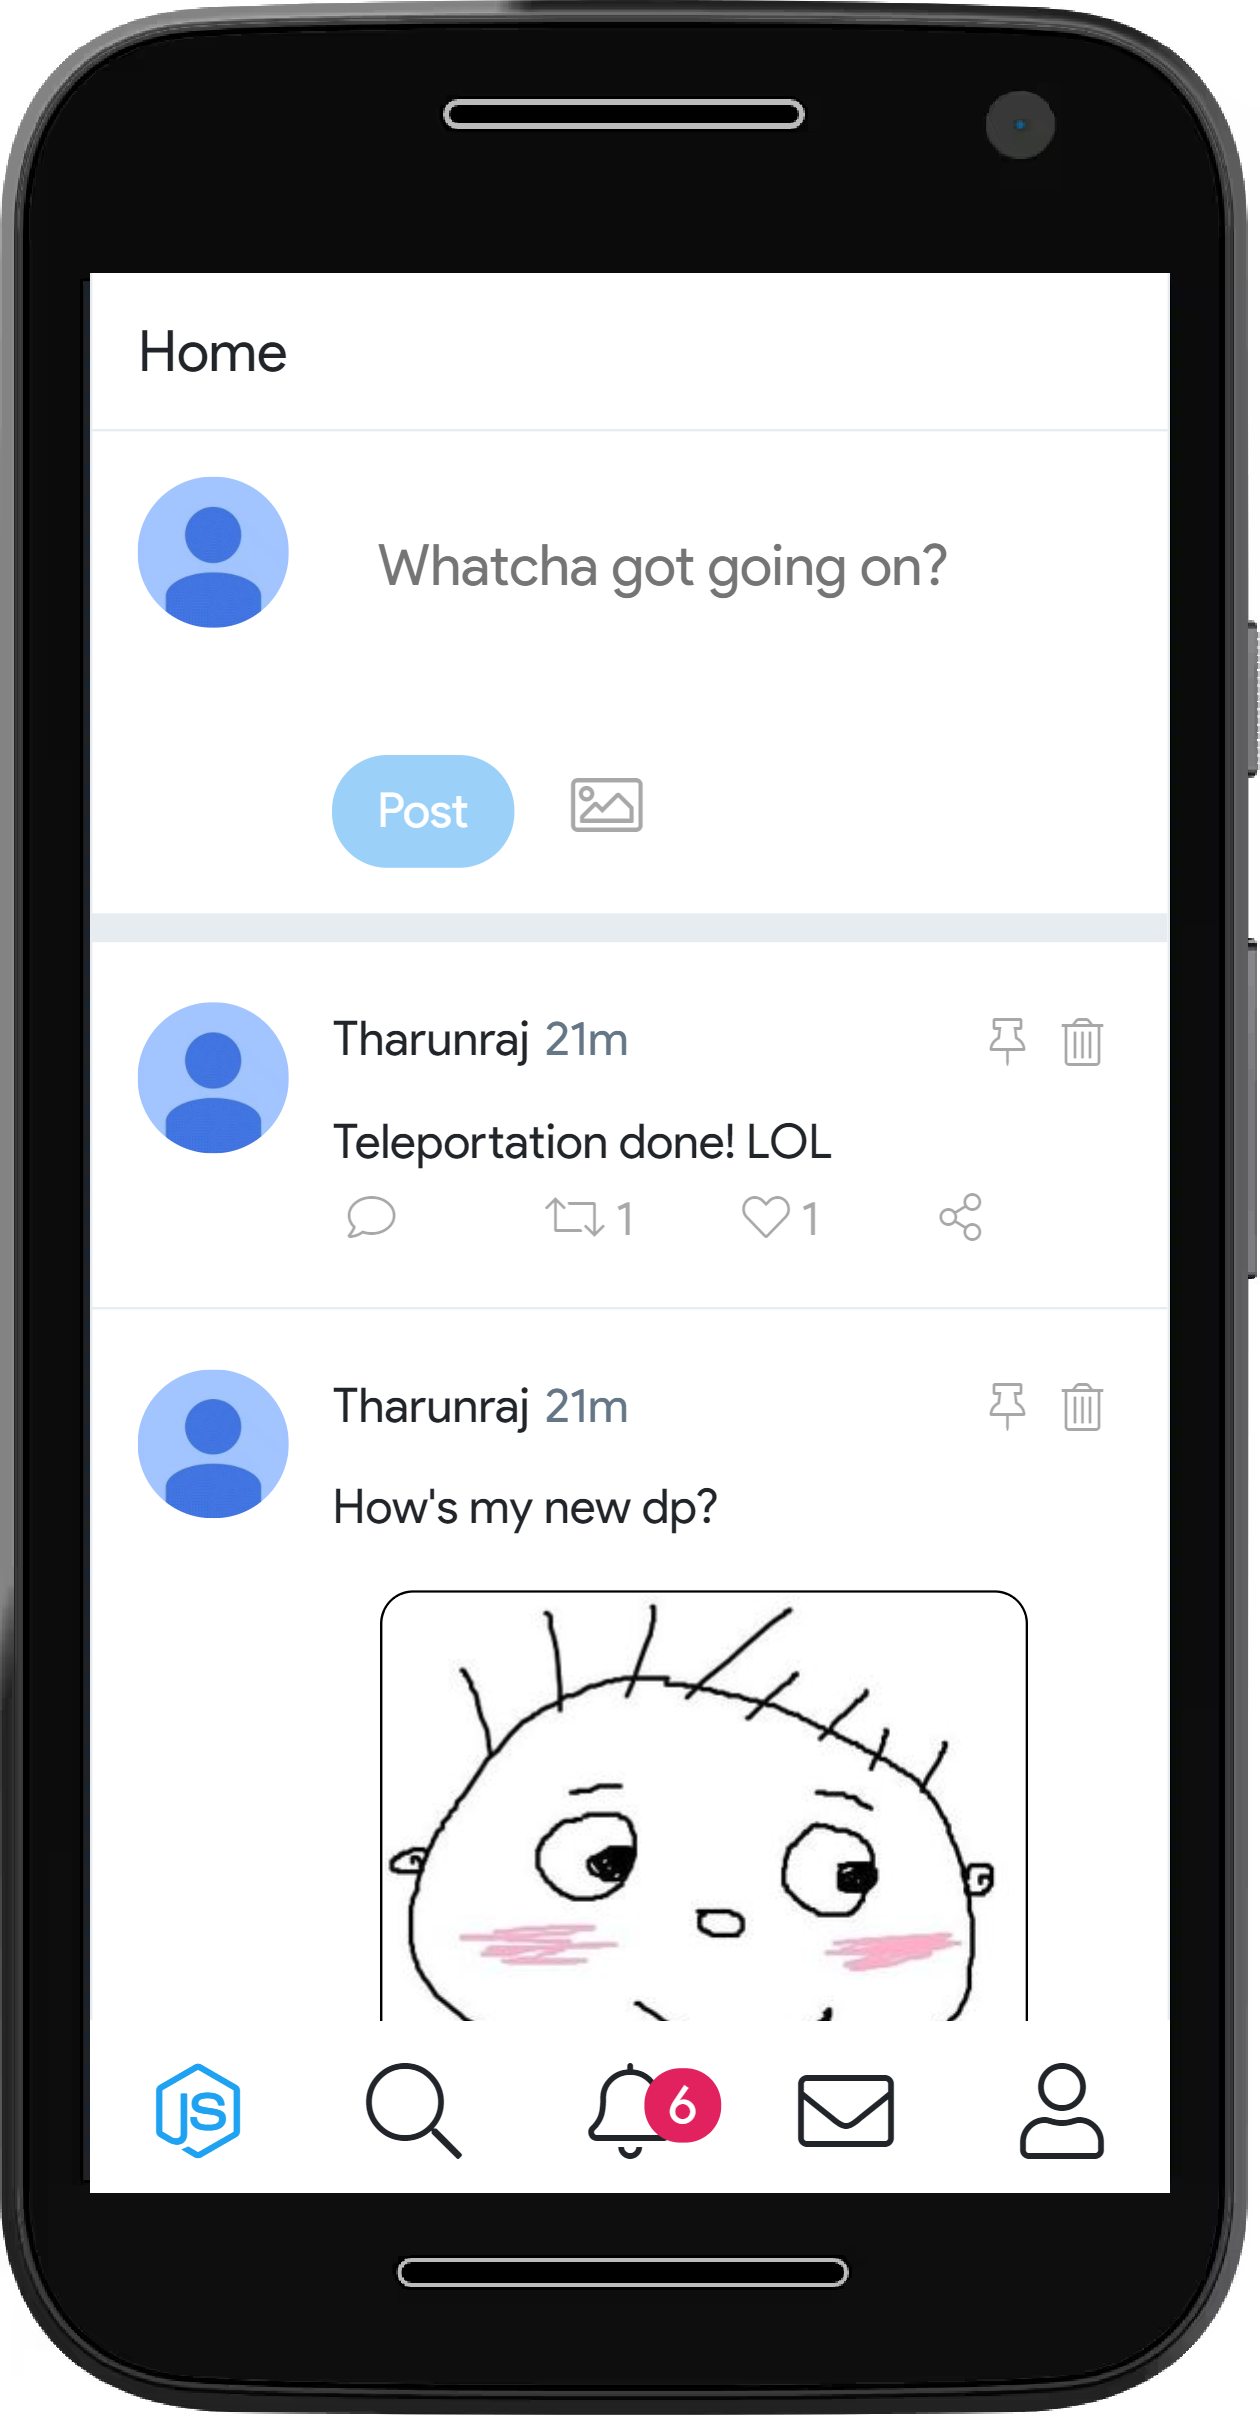 Home
Whatcha got going on?
Post
Tharunraj 21m
Teleportation done! LOL
1 1
Tharunraj 21m
How's my new dp?
JS 6